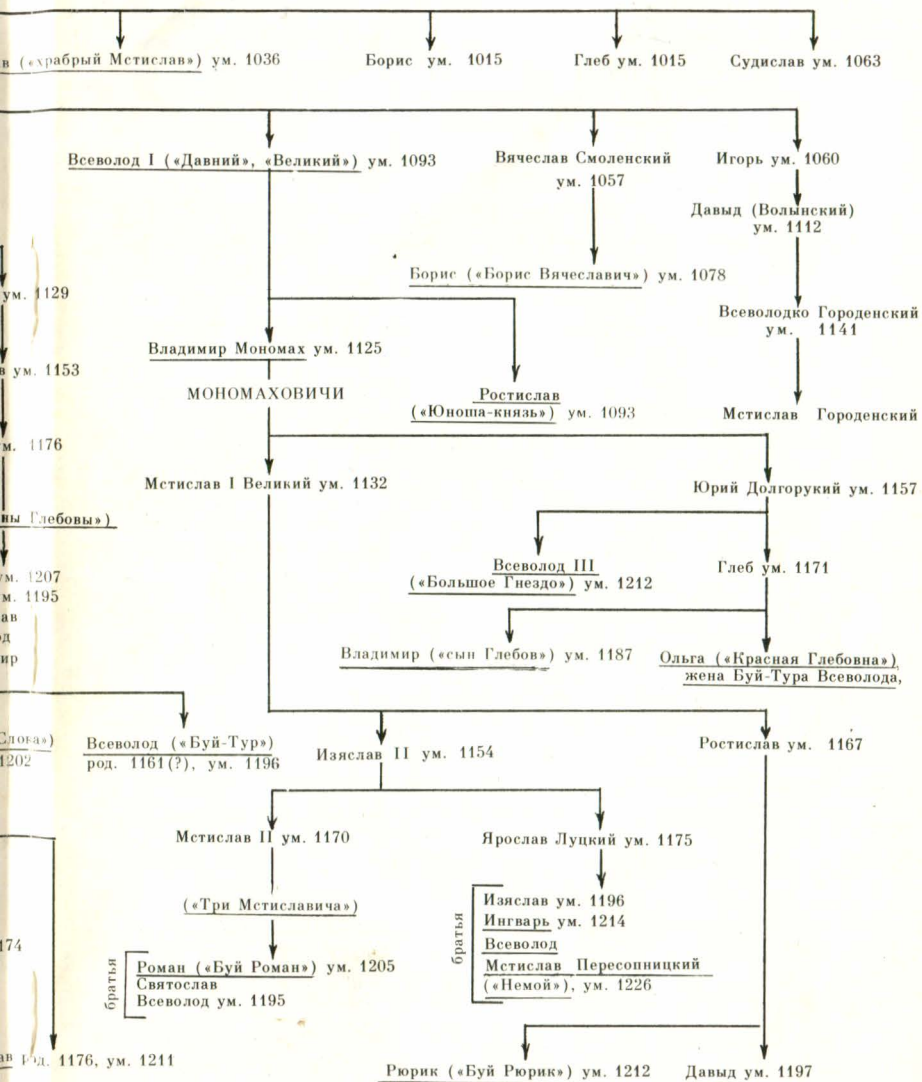 в («храбрый Мстислав») ум. 1036 Борис ум. 1015 Глеб ум. 1015 Судислав ум. 1063
Всеволод I («Давний», «Великий») ум. 1093 Вячеслав Смоленский Игорь ум. 1060
ум. 1057
Давыд (Волынский)
ум. 1112
Борис («Борис Вячеславич») ум. 1078
ум. 1129
Всеволодко Городенский
ум. 1141
Владимир Мономах ум. 1125
в ум. 1153
МОНОМАХОВИЧИ
Ростислав
(«Юноша-князь») ум. 1093 Мстислав Городенский
м. 1176
Мстислав I Великий ум. 1132 Юрий Долгорукий ум. 1157
ны Глебовы»)
Всеволод III Глеб ум. 1171
(«Большое Гнездо») ум. 1212
ум. 1207
м. 1195
ав
од
ир
Владимир («сын Глебов») ум. 1187 Ольга («Красная Глебовна»),
жена Буй-Тура Всеволода,
Слова») Всеволод («Буй-Тур») Изяслав II ум. 1154 Ростислав ум. 1167
1202 род. 1161(?), ум. 1196
Мстислав II ум. 1170 Ярослав Луцкий ум. 1175
(«Три Мстиславича»)
братья
Изяслав ум. 1196
Ингварь ум. 1214
Всеволод
Мстислав Пересопницкий
(«Немой»), ум. 1226
174
братья
Роман («Буй Роман») ум. 1205
Святослав
Всеволод ум. 1195
ав род. 1176, ум. 1211
Рюрик («Буй Рюрик») ум. 1212 Давыд ум. 1197